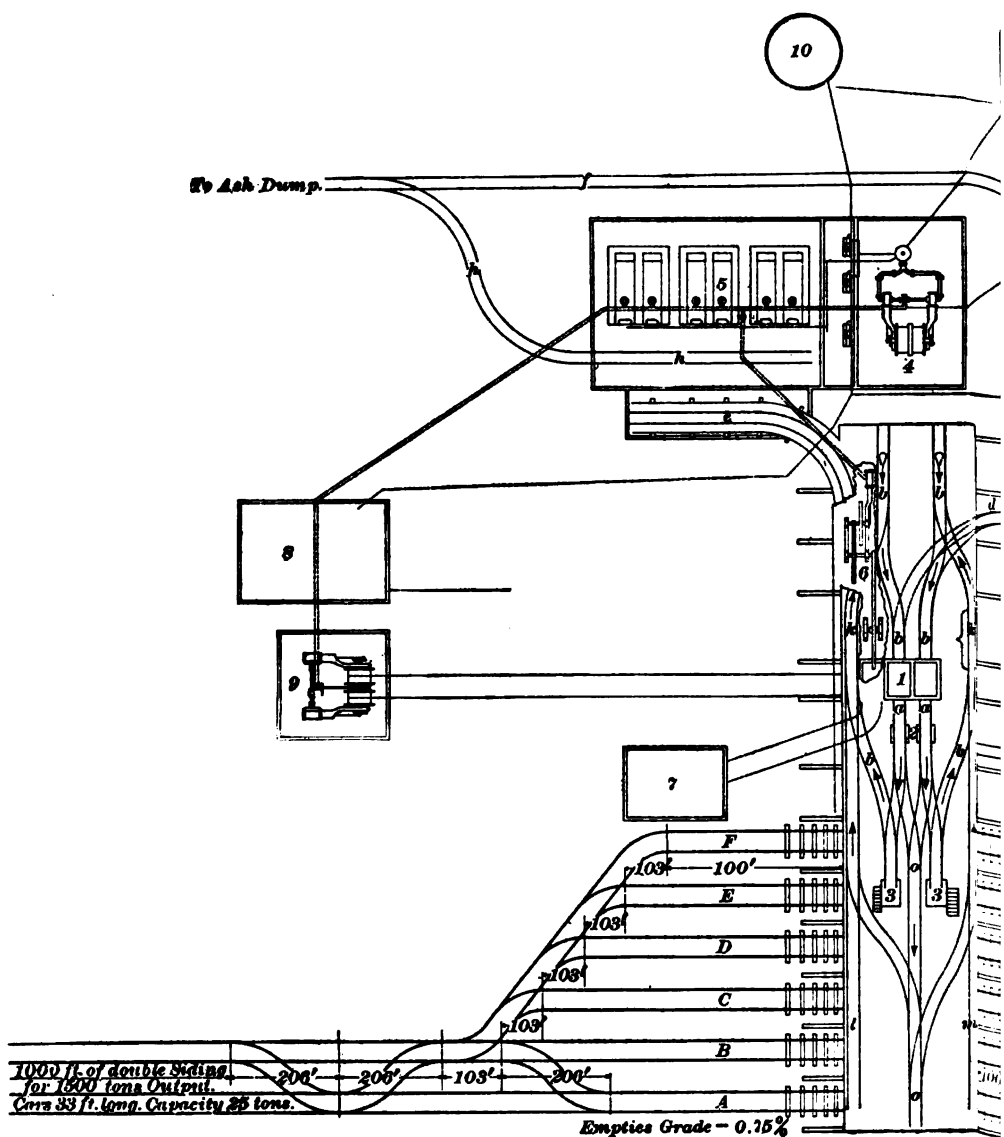 10
To Ash Dump.
f
h
5
h
4
i
b
b
d
8
6
k
b
b
k
9
1
a
a
2
7
b
b
F
103'
100'
o
E
3
3
103'
D
103'
C
103'
l
m
B
1000 ft. of double Siding
for 1500 tons Output.
Cars 33 ft. long. Capacity 25 tons.
206'
206'
103'
206'
A
o
Empties Grade - 0.75%